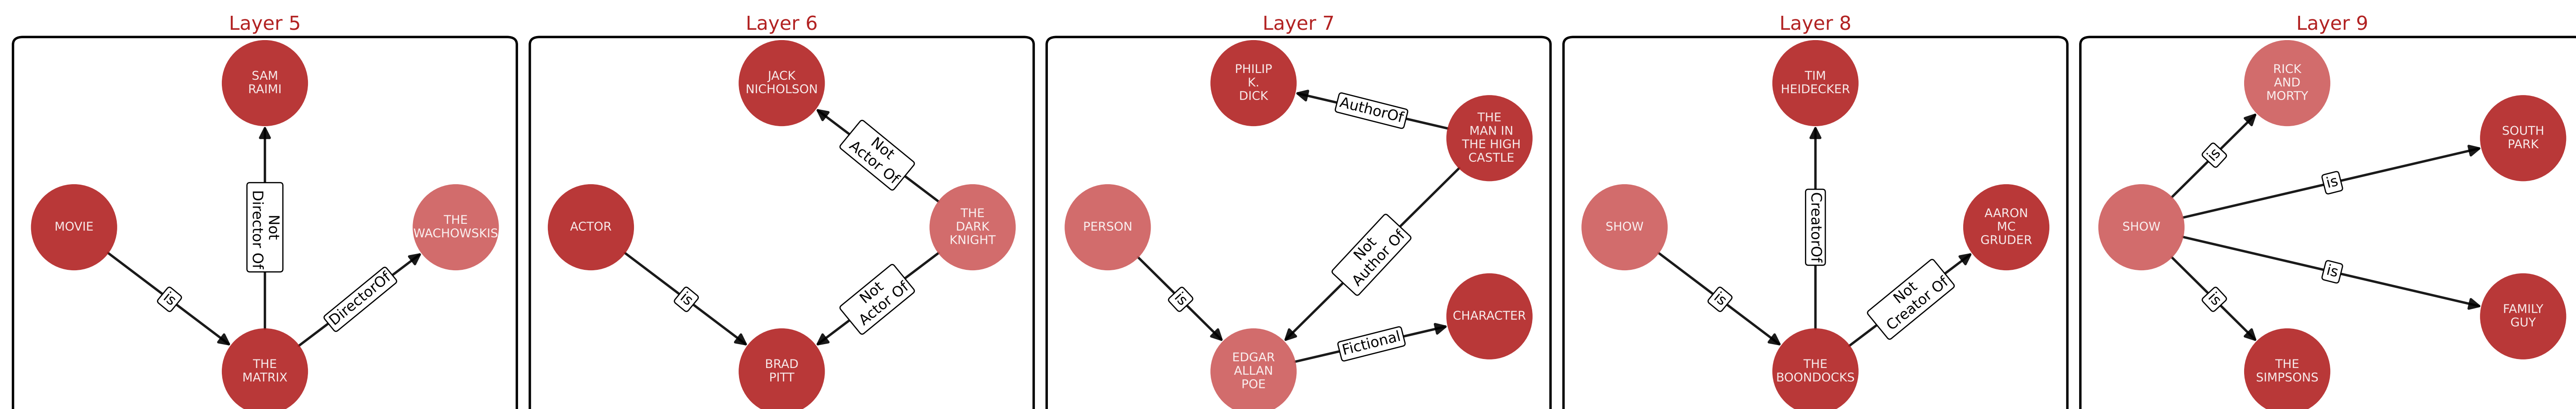 Layer 5
SAM
RAIMI
MOVIE
Not
Director Of
THE
WACHOWSKIS
is
DirectorOf
THE
MATRIX
Layer 6
JACK
NICHOLSON
Not
Actor Of
ACTOR
THE
DARK
KNIGHT
is
Not
Actor Of
BRAD
PITT
Layer 7
PHILIP
K.
DICK
AuthorOf
THE
MAN IN
THE HIGH
CASTLE
PERSON
Not
Author Of
is
CHARACTER
Fictional
EDGAR
ALLAN
POE
Layer 8
TIM
HEIDECKER
SHOW
CreatorOf
AARON
MC
GRUDER
is
Not
Creator Of
THE
BOONDOCKS
Layer 9
RICK
AND
MORTY
SOUTH
PARK
is
is
SHOW
is
is
FAMILY
GUY
THE
SIMPSONS